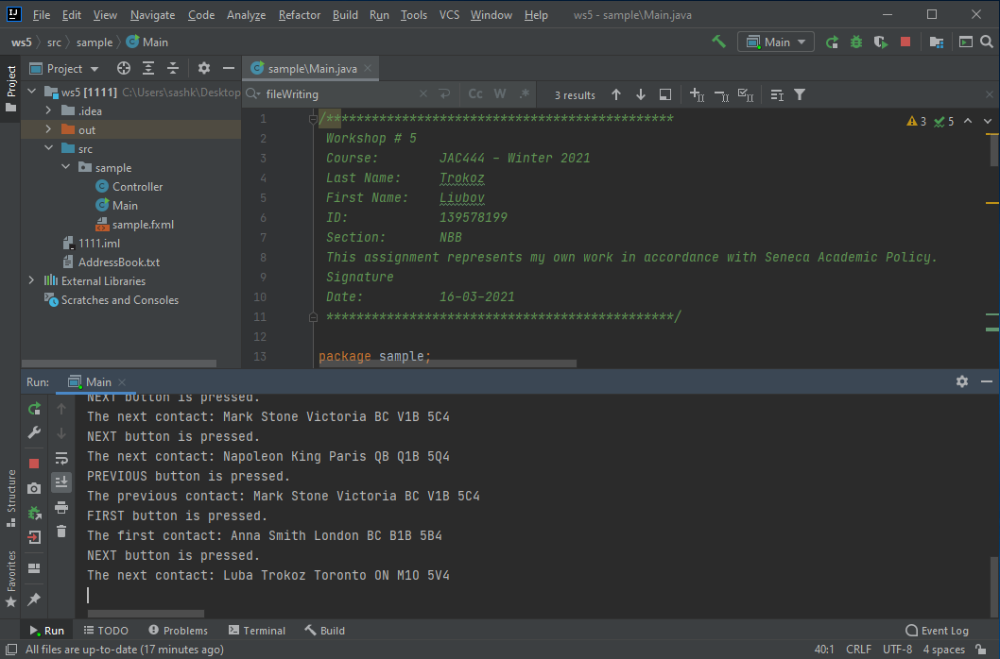 File Edit View Navigate Code Analyze Refactor Build Run Tools VCS Window Help ws5 - sample\Main.java
ws5 src sample Main Main
Project
Project sample\Main.java
ws5 [1111] C:\Users\sashk\Desktop
.idea
out
src
sample
Controller
Main
sample.fxml
1111.iml
AddressBook.txt
External Libraries
Scratches and Consoles
fileWriting Cc W .* 3 results
3 5
1 /**********************************************
2 Workshop # 5
3 Course: JAC444 - Winter 2021
4 Last Name: Trokoz
5 First Name: Liubov
6 ID: 139578199
7 Section: NBB
8 This assignment represents my own work in accordance with Seneca Academic Policy.
9 Signature
10 Date: 16-03-2021
11 **********************************************/
12
13 package sample;
Run: Main
NEXT button is pressed.
The next contact: Mark Stone Victoria BC V1B 5C4
NEXT button is pressed.
The next contact: Napoleon King Paris QB Q1B 5Q4
PREVIOUS button is pressed.
The previous contact: Mark Stone Victoria BC V1B 5C4
FIRST button is pressed.
The first contact: Anna Smith London BC B1B 5B4
NEXT button is pressed.
The next contact: Luba Trokoz Toronto ON M1O 5V4
Structure
Favorites
Run TODO Problems Terminal Build Event Log
All files are up-to-date (17 minutes ago) 40:1 CRLF UTF-8 4 spaces